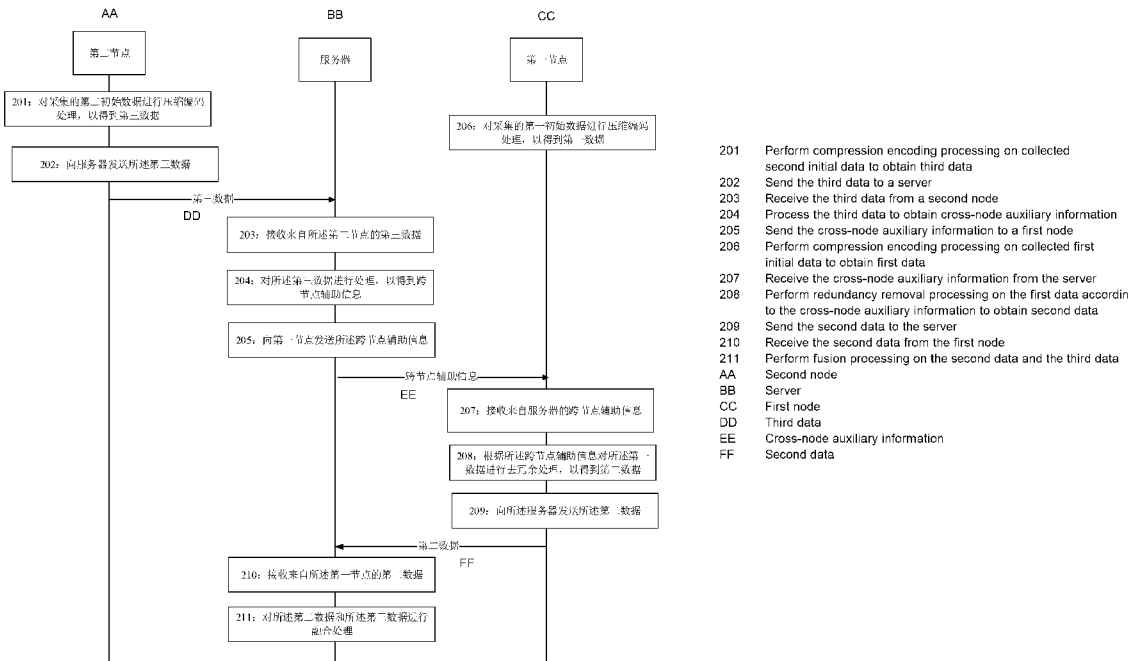 AA
BB
CC
第二节点
服务器
第一节点
201：对采集的第二初始数据进行压缩编码
处理，以得到第三数据
206：对采集的第一初始数据进行压缩编码
处理，以得到第一数据
202：向服务器发送所述第三数据
第三数据
DD
203：接收来自所述第二节点的第三数据
204：对所述第三数据进行处理，以得到跨
节点辅助信息
205：向第一节点发送所述跨节点辅助信息
跨节点辅助信息
EE
207：接收来自服务器的跨节点辅助信息
208：根据所述跨节点辅助信息对所述第一
数据进行去冗余处理，以得到第二数据
209：向所述服务器发送所述第二数据
第二数据
FF
210：接收来自所述第一节点的第二数据
211：对所述第二数据和所述第三数据进行
融合处理
201 Perform compression encoding processing on collected
second initial data to obtain third data
202 Send the third data to a server
203 Receive the third data from a second node
204 Process the third data to obtain cross-node auxiliary information
205 Send the cross-node auxiliary information to a first node
206 Perform compression encoding processing on collected first
initial data to obtain first data
207 Receive the cross-node auxiliary information from the server
208 Perform redundancy removal processing on the first data accordin
to the cross-node auxiliary information to obtain second data
209 Send the second data to the server
210 Receive the second data from the first node
211 Perform fusion processing on the second data and the third data
AA Second node
BB Server
CC First node
DD Third data
EE Cross-node auxiliary information
FF Second data